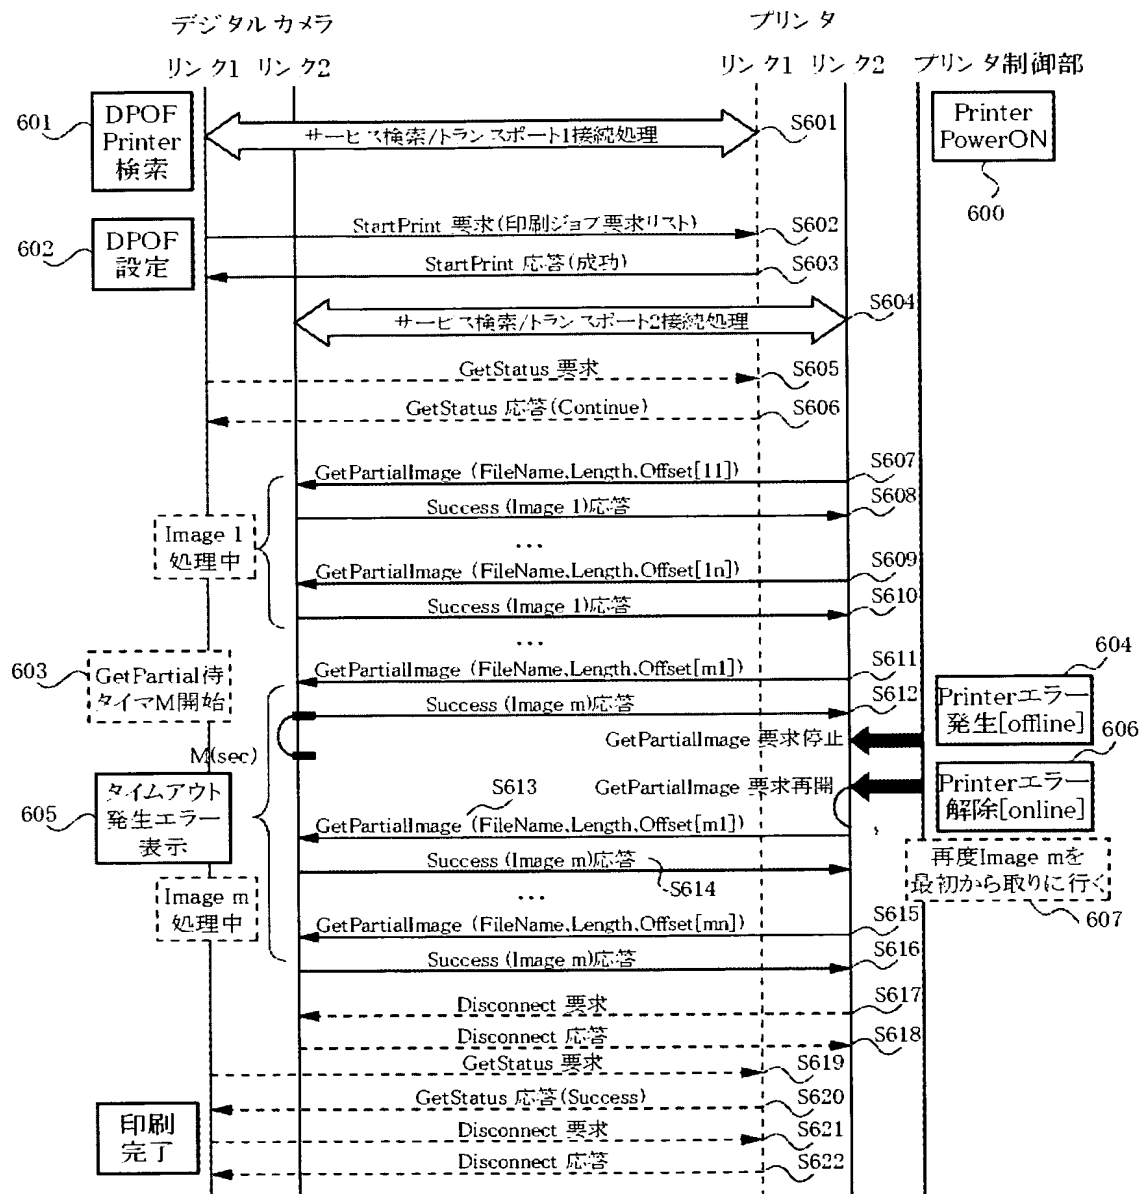 デジタルカメラ
プリンタ
リンク1 リンク2
リンク1 リンク2 プリンタ制御部
601
DPOF
Printer
検索
サービス検索/トランスポート1接続処理
S601
Printer
PowerON
600
602
DPOF
設定
StartPrint 要求(印刷ジョブ要求リスト)
S602
StartPrint 応答(成功)
S603
サービス検索/トランスポート2接続処理
S604
GetStatus 要求
S605
GetStatus 応答(Continue)
S606
GetPartialImage (FileName.Length.Offset[11])
S607
Success (Image 1)応答
S608
Image 1
処理中
...
GetPartialImage (FileName.Length.Offset[1n])
S609
Success (Image 1)応答
S610
...
603
GetPartial待
タイマM開始
GetPartialImage (FileName.Length.Offset[m1])
S611
604
Success (Image m)応答
S612
Printerエラー
発生[offline]
GetPartialImage 要求停止
606
M(sec)
605
タイムアウト
発生エラー
表示
GetPartialImage 要求再開
Printerエラー
解除[online]
S613
GetPartialImage (FileName.Length.Offset[m1])
Success (Image m)応答
S614
再度Image mを
最初から取りに行く
607
Image m
処理中
...
GetPartialImage (FileName.Length.Offset[mn])
S615
Success (Image m)応答
S616
Disconnect 要求
S617
Disconnect 応答
S618
GetStatus 要求
S619
GetStatus 応答(Success)
S620
印刷
完了
Disconnect 要求
S621
Disconnect 応答
S622